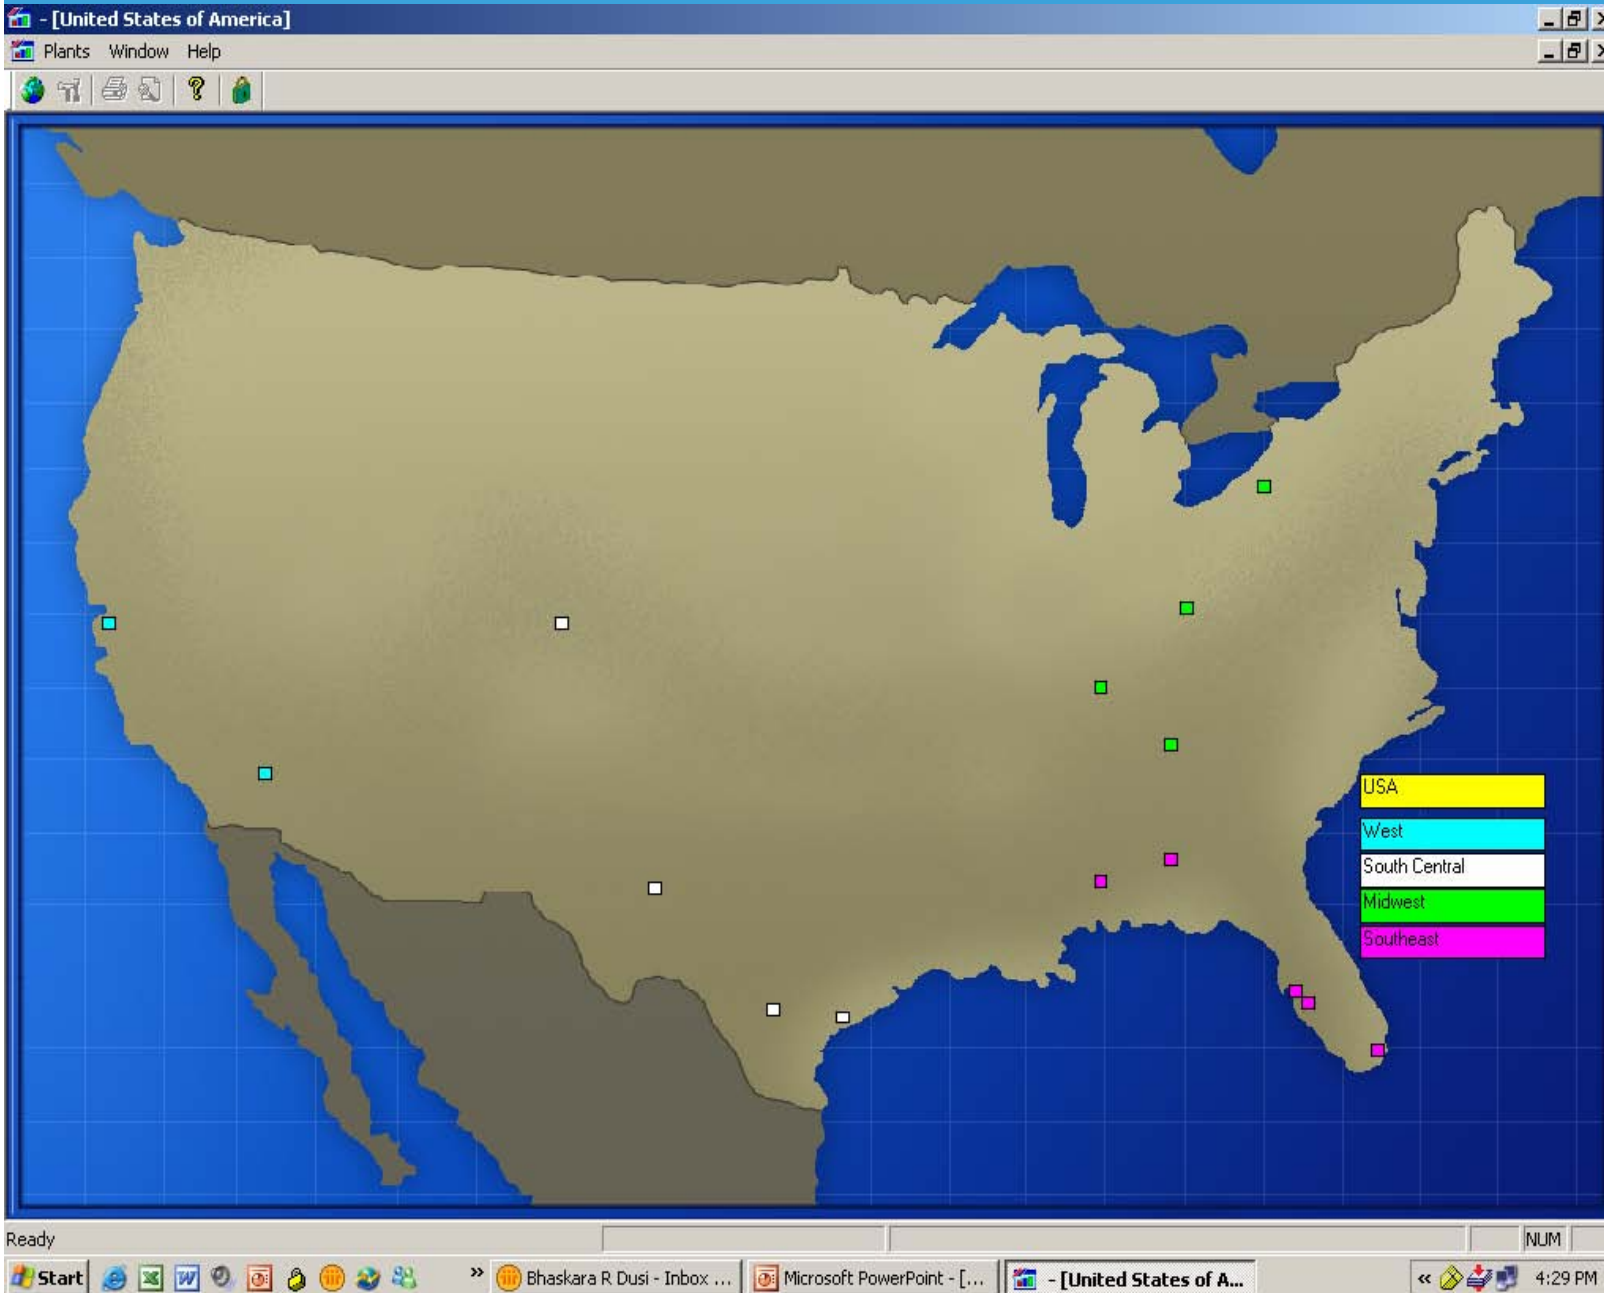 - [United States of America]
Plants Window Help
USA
West
South Central
Midwest
Southeast
Ready
NUM
Start » Bhaskara R Dusi - Inbox ... Microsoft PowerPoint - [... - [United States of A... « 4:29 PM